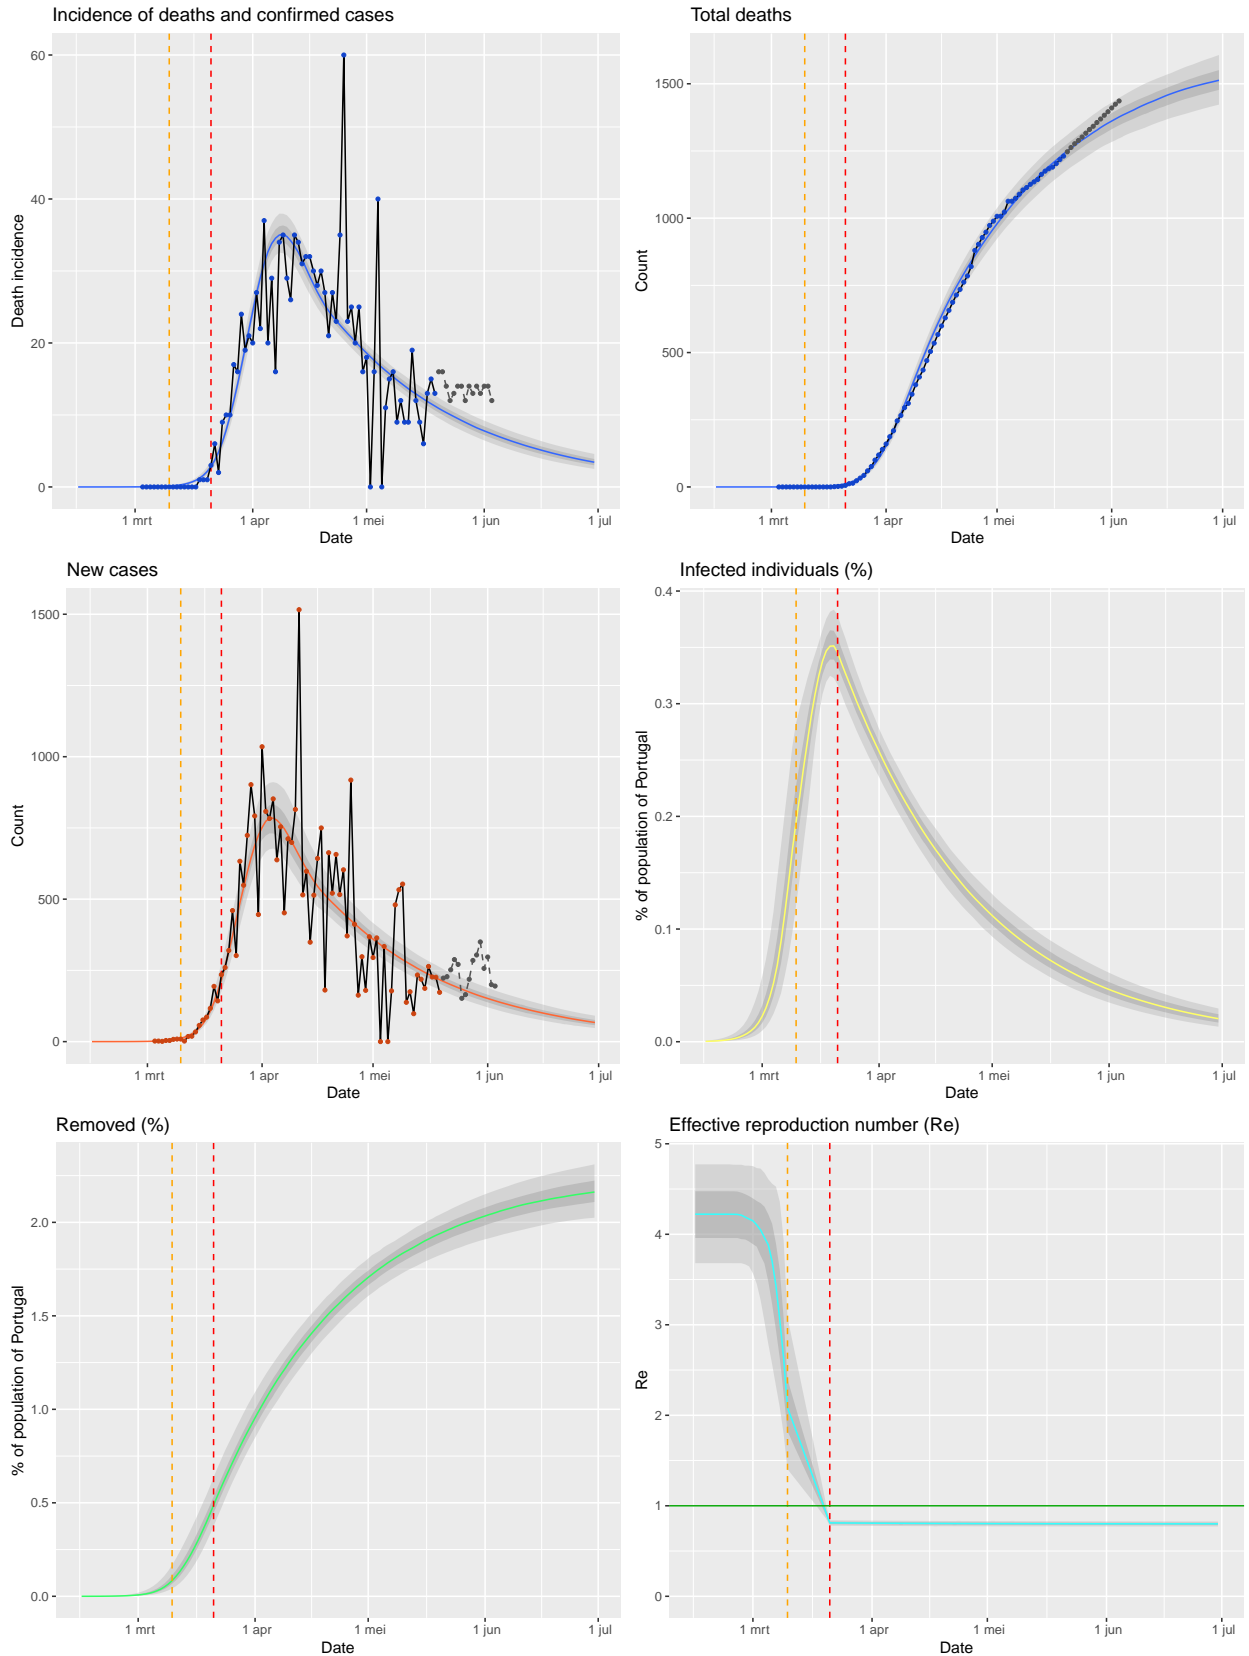 Incidence of deaths and confirmed cases
Death incidence
60
40
20
0
1 mrt
1 apr
1 mei
1 jun
1 jul
Date
Total deaths
Count
1500
1000
500
0
1 mrt
1 apr
1 mei
1 jun
1 jul
Date
New cases
Count
1500
1000
500
0
1 mrt
1 apr
1 mei
1 jun
1 jul
Date
Infected individuals (%)
% of population of Portugal
0.4
0.3
0.2
0.1
0.0
1 mrt
1 apr
1 mei
1 jun
1 jul
Date
Removed (%)
% of population of Portugal
2.0
1.5
1.0
0.5
0.0
1 mrt
1 apr
1 mei
1 jun
1 jul
Date
Effective reproduction number (Re)
Re
5
4
3
2
1
0
1 mrt
1 apr
1 mei
1 jun
1 jul
Date